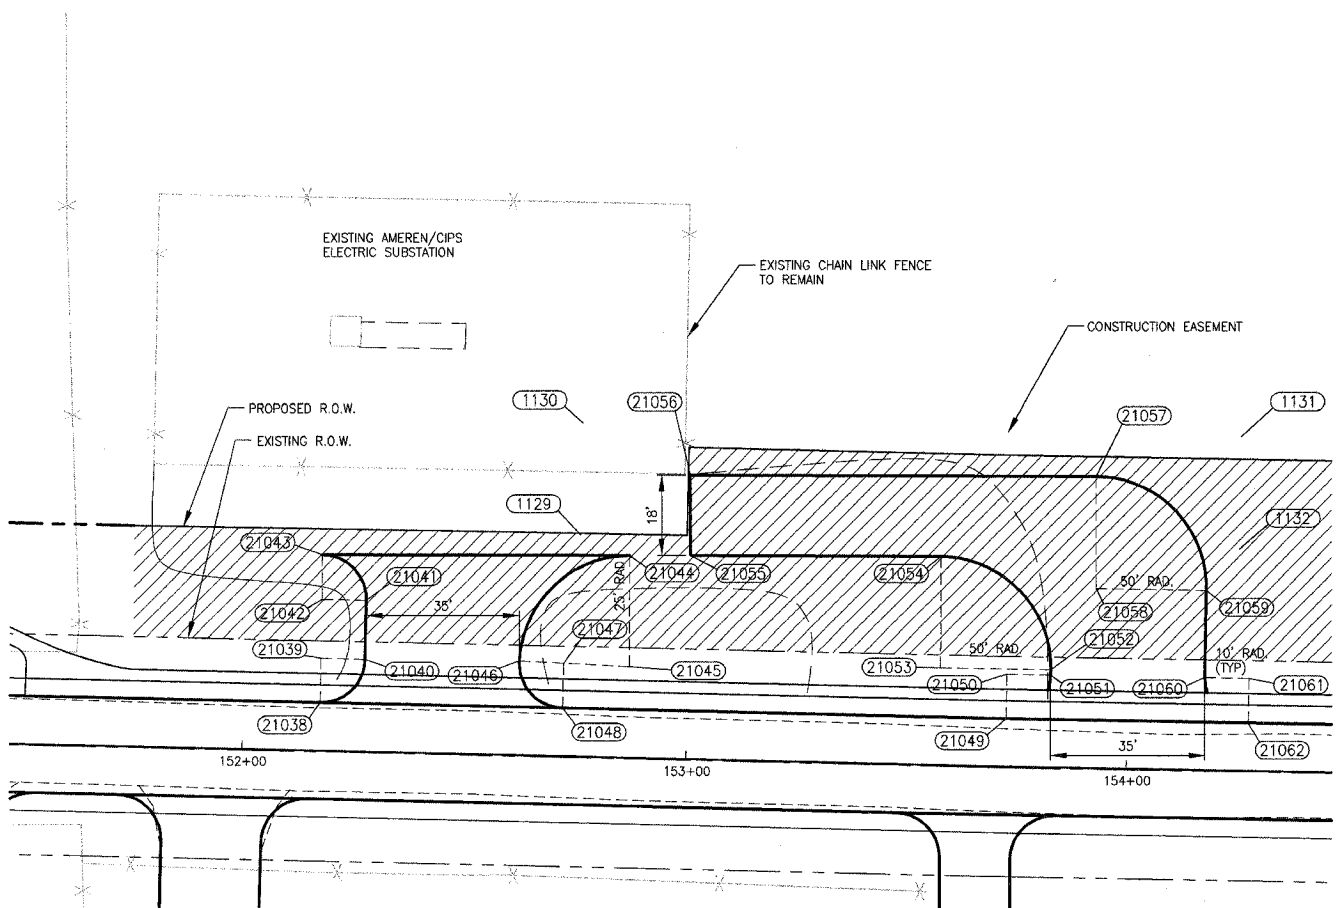 EXISTING AMEREN/CIPS
ELECTRIC SUBSTATION
EXISTING CHAIN LINK FENCE
TO REMAIN
CONSTRUCTION EASEMENT
PROPOSED R.O.W.
EXISTING R.O.W.
1130
21056
21057
1131
1129
18'
1132
21043
21041
21044
21055
21054
25' RAD.
50' RAD.
21042
35'
21058
21059
21047
21039
21052
21040
21046
21045
21053
50' RAD.
10' RAD.
(TYP)
21050
21051
21060
21061
21038
21048
21049
35'
21062
152+00
153+00
154+00